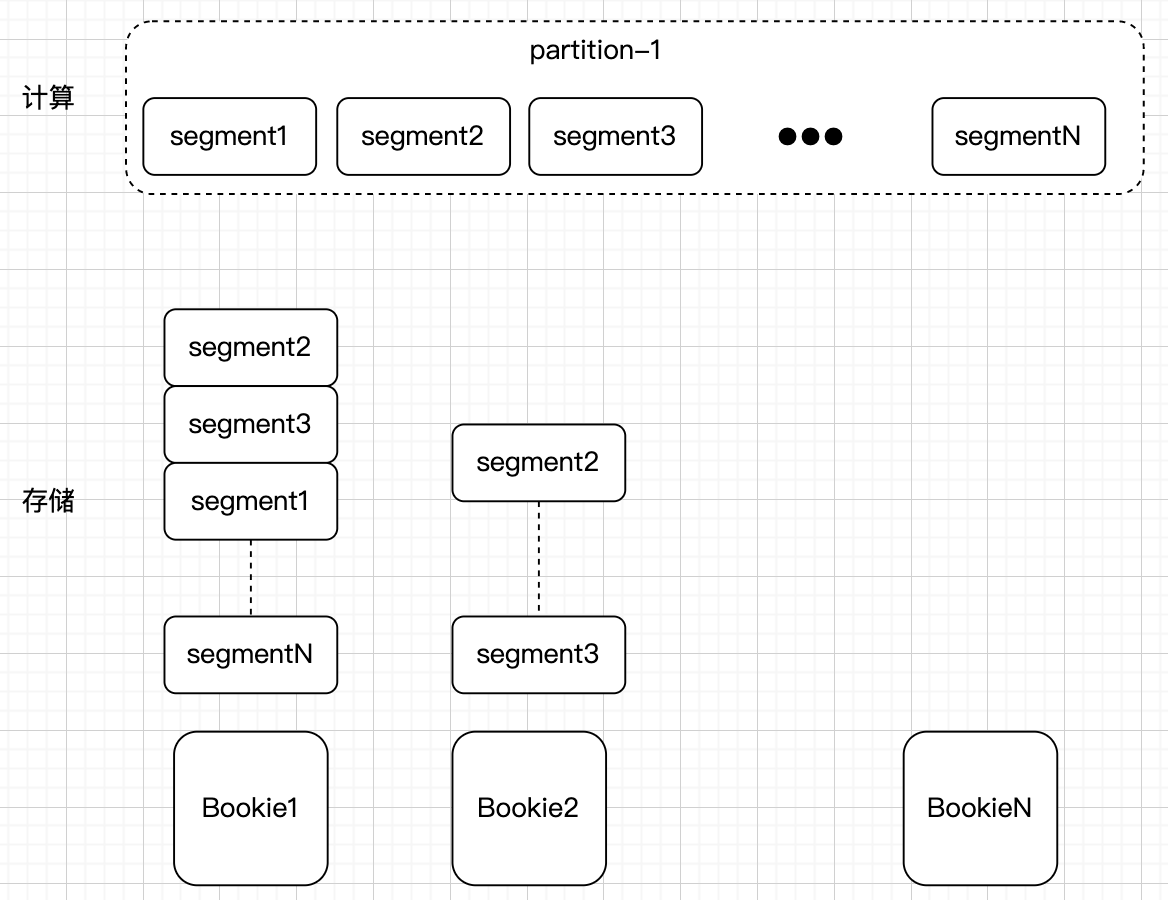 partition–1
计算
segment1
segment2
segment3
segmentN
segment2
segment3
segment1
segment2
存储
segmentN
segment3
Bookie1
Bookie2
BookieN